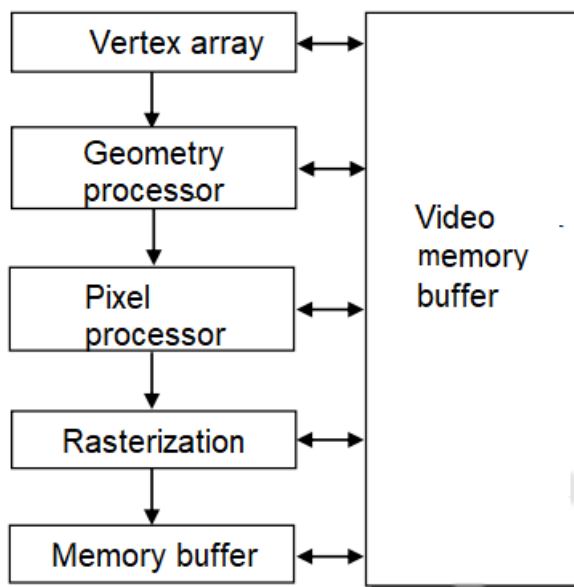 Vertex array
Geometry
processor
Pixel
processor
Rasterization
Memory buffer
Video
memory
buffer